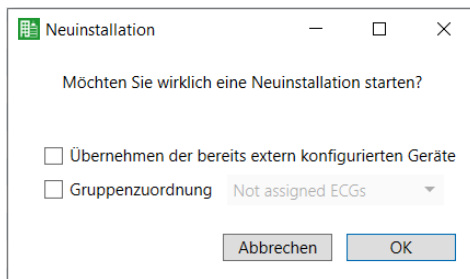 Neuinstallation
Möchten Sie wirklich eine Neuinstallation starten?
Übernehmen der bereits extern konfigurierten Geräte
Gruppenzuordnung Not assigned ECGs
Abbrechen OK